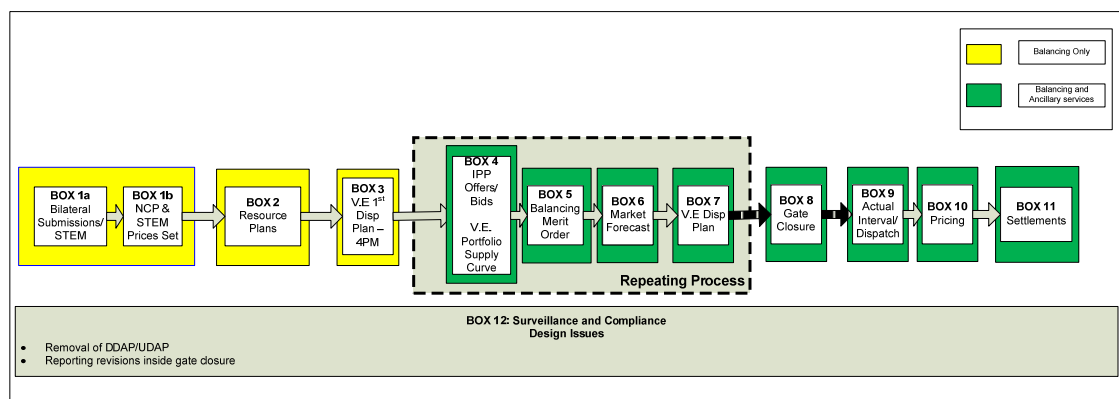 Balancing Only
Balancing and
Ancillary services
BOX 1a
Bilateral
Submissions/
STEM
BOX 1b
NCP &
STEM
Prices Set
BOX 2
Resource
Plans
BOX 3
V.E 1st
Disp
Plan –
4PM
BOX 4
IPP
Offers/
Bids
V.E.
Portfolio
Supply
Curve
BOX 5
Balancing
Merit
Order
BOX 6
Market
Forecast
BOX 7
V.E Disp
Plan
Repeating Process
BOX 8
Gate
Closure
BOX 9
Actual
Interval/
Dispatch
BOX 10
Pricing
BOX 11
Settlements
BOX 12: Surveillance and Compliance
Design Issues
• Removal of DDAP/UDAP
• Reporting revisions inside gate closure